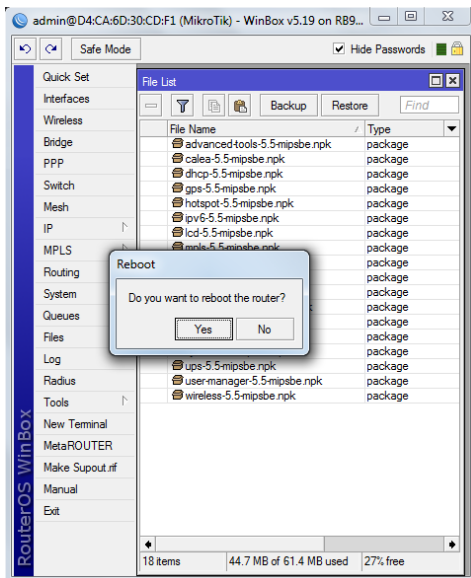 admin@D4:CA:6D:30:CD:F1 (MikroTik) - WinBox v5.19 on RB9...
Safe Mode
Hide Passwords
Quick Set
Interfaces
Wireless
Bridge
PPP
Switch
Mesh
IP
MPLS
Routing
System
Queues
Files
Log
Radius
Tools
New Terminal
MetaROUTER
Make Supout.rif
Manual
Exit
RouterOS WinBox
File List
Backup Restore Find
File Name Type
advanced-tools-5.5-mipsbe.npk package
calea-5.5-mipsbe.npk package
dhcp-5.5-mipsbe.npk package
gps-5.5-mipsbe.npk package
hotspot-5.5-mipsbe.npk package
ipv6-5.5-mipsbe.npk package
lcd-5.5-mipsbe.npk package
mpls-5.5-mipsbe.npk package
package
package
package
package
package
package
package
ups-5.5-mipsbe.npk package
user-manager-5.5-mipsbe.npk package
wireless-5.5-mipsbe.npk package
Reboot
Do you want to reboot the router?
Yes No
18 items 44.7 MB of 61.4 MB used 27% free